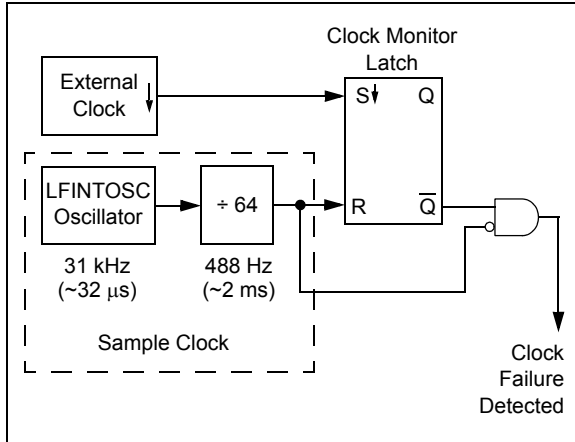 Clock Monitor
Latch
External
Clock
S
Q
LFINTOSC
Oscillator
÷ 64
R
Q̅
31 kHz
(~32 μs)
488 Hz
(~2 ms)
Sample Clock
Clock
Failure
Detected